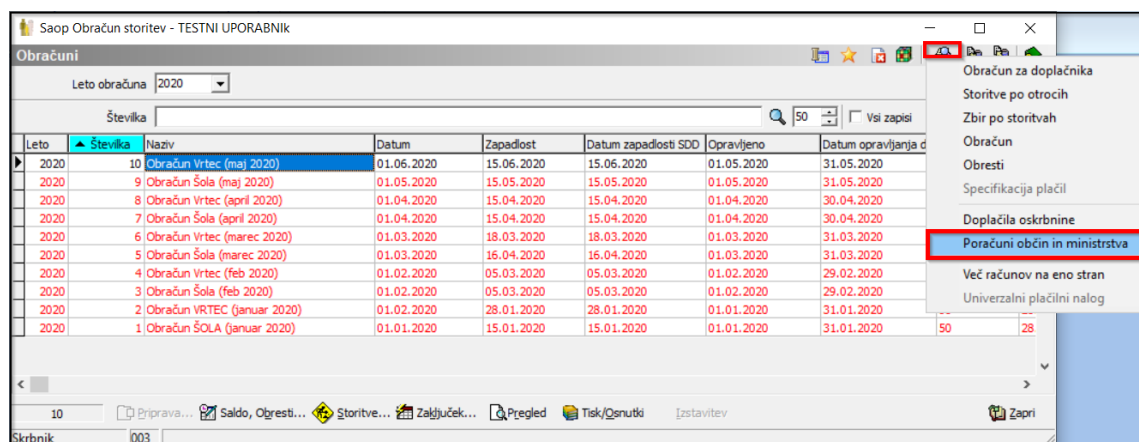 Saop Obračun storitev - TESTNI UPORABNIk
Obračuni
Leto obračuna 2020
Številka 50 Vsi zapisi
Leto Številka Naziv Datum Zapadlost Datum zapadlosti SDD Opravljeno Datum opravljanja d
2020 10 Obračun Vrtec (maj 2020) 01.06.2020 15.06.2020 15.06.2020 01.05.2020 31.05.2020
2020 9 Obračun Šola (maj 2020) 01.05.2020 15.05.2020 15.05.2020 01.05.2020 31.05.2020
2020 8 Obračun Vrtec (april 2020) 01.04.2020 15.04.2020 15.04.2020 01.04.2020 30.04.2020
2020 7 Obračun Šola (april 2020) 01.04.2020 15.04.2020 15.04.2020 01.04.2020 30.04.2020
2020 6 Obračun Vrtec (marec 2020) 01.03.2020 18.03.2020 18.03.2020 01.03.2020 31.03.2020
2020 5 Obračun Šola (marec 2020) 01.03.2020 16.04.2020 16.04.2020 01.03.2020 31.03.2020
2020 4 Obračun Vrtec (feb 2020) 01.02.2020 05.03.2020 05.03.2020 01.02.2020 29.02.2020
2020 3 Obračun Šola (feb 2020) 01.02.2020 05.03.2020 05.03.2020 01.02.2020 29.02.2020
2020 2 Obračun VRTEC (januar 2020) 01.02.2020 28.01.2020 28.01.2020 01.01.2020 31.01.2020
2020 1 Obračun ŠOLA (januar 2020) 01.01.2020 15.01.2020 15.01.2020 01.01.2020 31.01.2020 50 28
Obračun za doplačnika
Storitve po otrocih
Zbir po storitvah
Obračun
Obresti
Specifikacija plačil
Doplačila oskrbnine
Poračuni občin in ministrstva
Več računov na eno stran
Univerzalni plačilni nalog
10 Priprava... Saldo, Obresti... Storitve... Zaključek... Pregled Tisk/Osnutki Izstavitev Zapri
Skrbnik 003